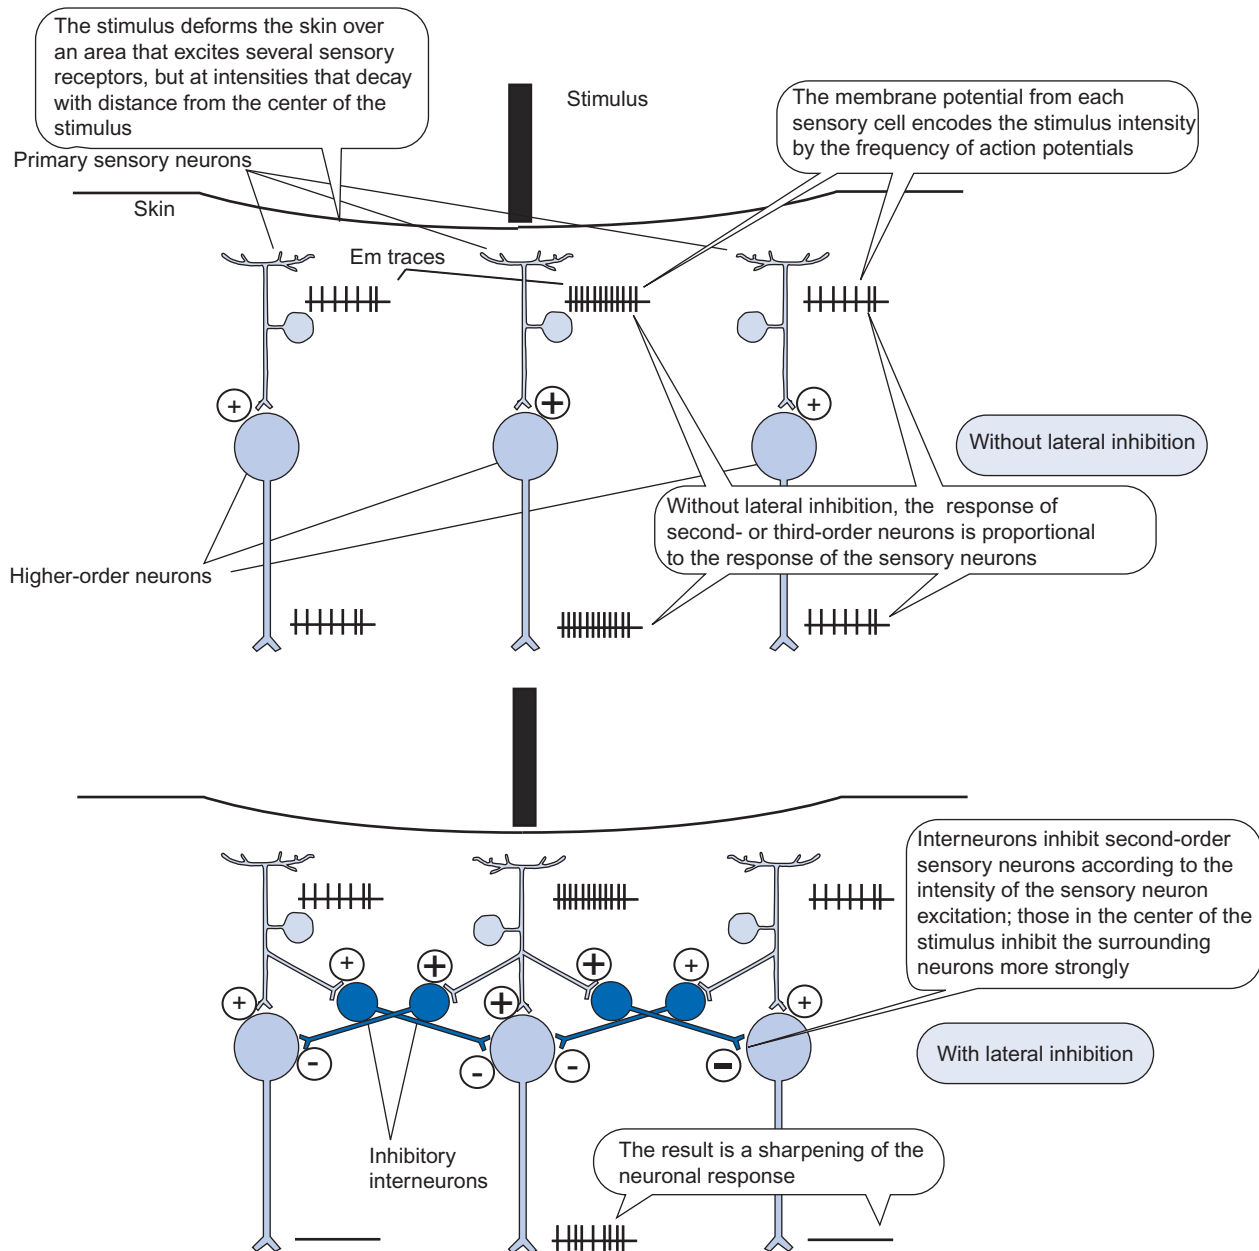 The stimulus deforms the skin over
an area that excites several sensory
receptors, but at intensities that decay
with distance from the center of the
stimulus
Stimulus
The membrane potential from each
sensory cell encodes the stimulus intensity
by the frequency of action potentials
Primary sensory neurons
Skin
Em traces
+
+
+
Without lateral inhibition
Without lateral inhibition, the response of
second- or third-order neurons is proportional
to the response of the sensory neurons
Higher-order neurons
Interneurons inhibit second-order
sensory neurons according to the
intensity of the sensory neuron
excitation; those in the center of the
stimulus inhibit the surrounding
neurons more strongly
+
+
+
+
+
+
+
-
-
-
-
With lateral inhibition
Inhibitory
interneurons
The result is a sharpening of the
neuronal response